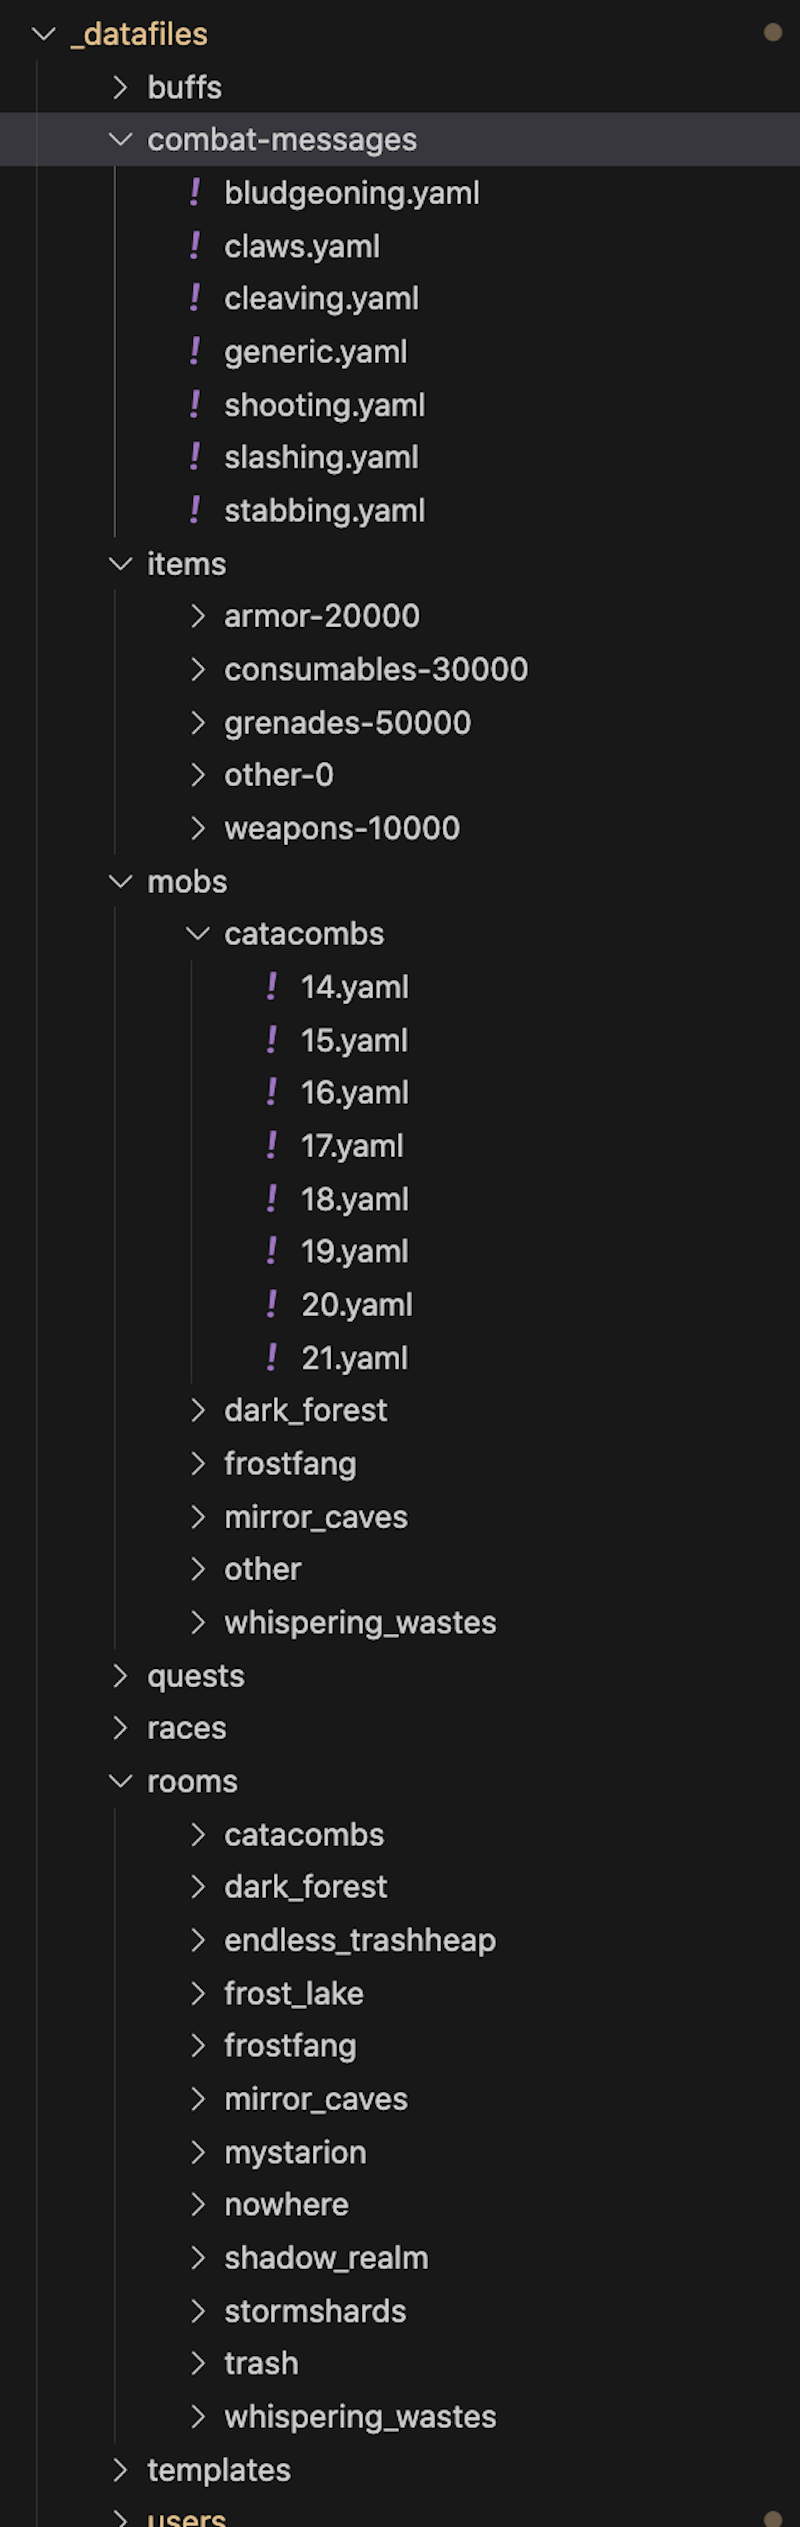 _datafiles
buffs
combat-messages
! bludgeoning.yaml
! claws.yaml
! cleaving.yaml
! generic.yaml
! shooting.yaml
! slashing.yaml
! stabbing.yaml
items
armor-20000
consumables-30000
grenades-50000
other-0
weapons-10000
mobs
catacombs
! 14.yaml
! 15.yaml
! 16.yaml
! 17.yaml
! 18.yaml
! 19.yaml
! 20.yaml
! 21.yaml
dark_forest
frostfang
mirror_caves
other
whispering_wastes
quests
races
rooms
catacombs
dark_forest
endless_trashheap
frost_lake
frostfang
mirror_caves
mystarion
nowhere
shadow_realm
stormshards
trash
whispering_wastes
templates
users